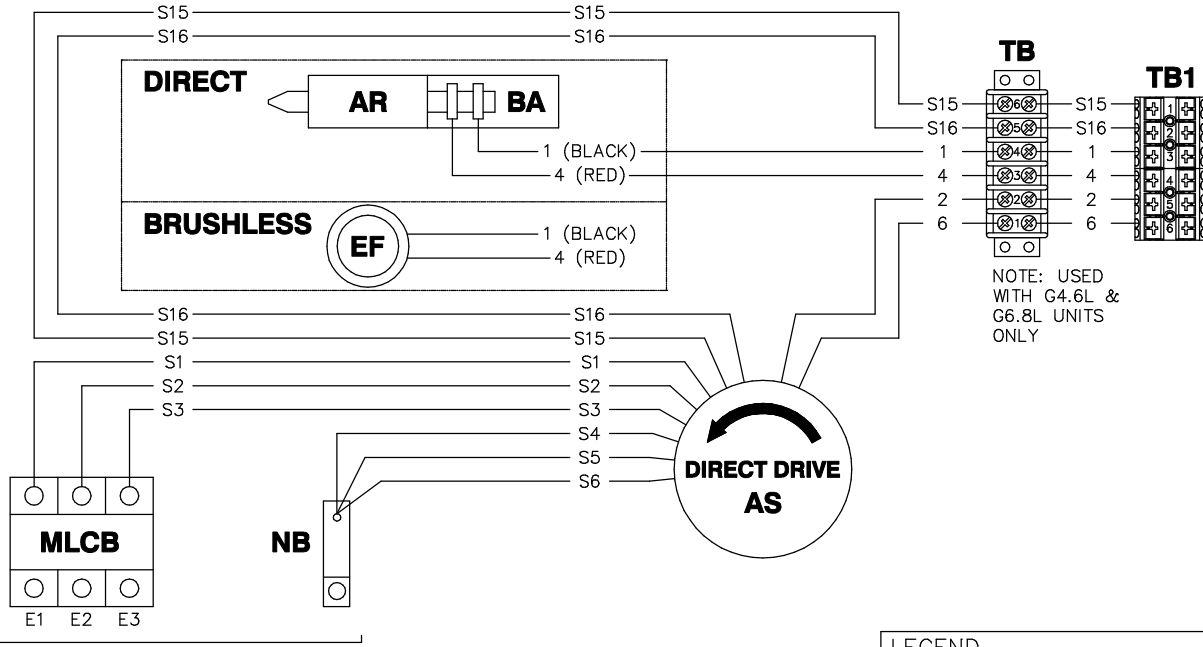 S15 S15
S16 S16
TB
TB1
DIRECT
AR BA
S15 6 S15 1
S16 5 S16 2
1 (BLACK) 1 4 1 3
4 (RED) 4 3 4 4
2 2 2 5
BRUSHLESS
6 1 6 6
EF
1 (BLACK)
4 (RED)
NOTE: USED
WITH G4.6L &
G6.8L UNITS
ONLY
S16 S16
S15 S15
S1 S1
S2 S2
S3 S3
S4
S5
S6
DIRECT DRIVE
AS
MLCB
NB
E1 E2 E3
LEGEND